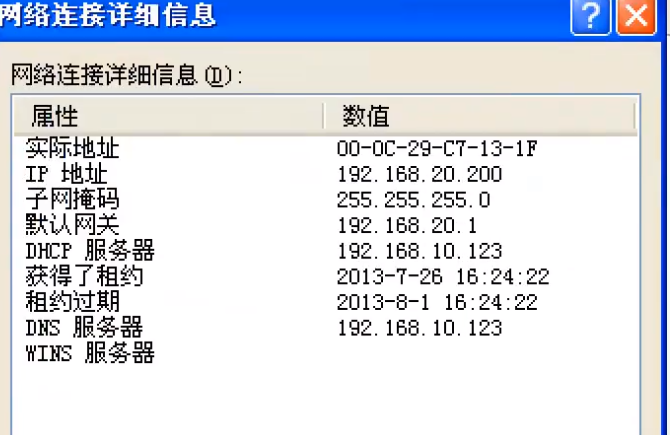 网络连接详细信息
网络连接详细信息(D):
属性 数值
实际地址 00-0C-29-C7-13-1F
IP 地址 192.168.20.200
子网掩码 255.255.255.0
默认网关 192.168.20.1
DHCP 服务器 192.168.10.123
获得了租约 2013-7-26 16:24:22
租约过期 2013-8-1 16:24:22
DNS 服务器 192.168.10.123
WINS 服务器